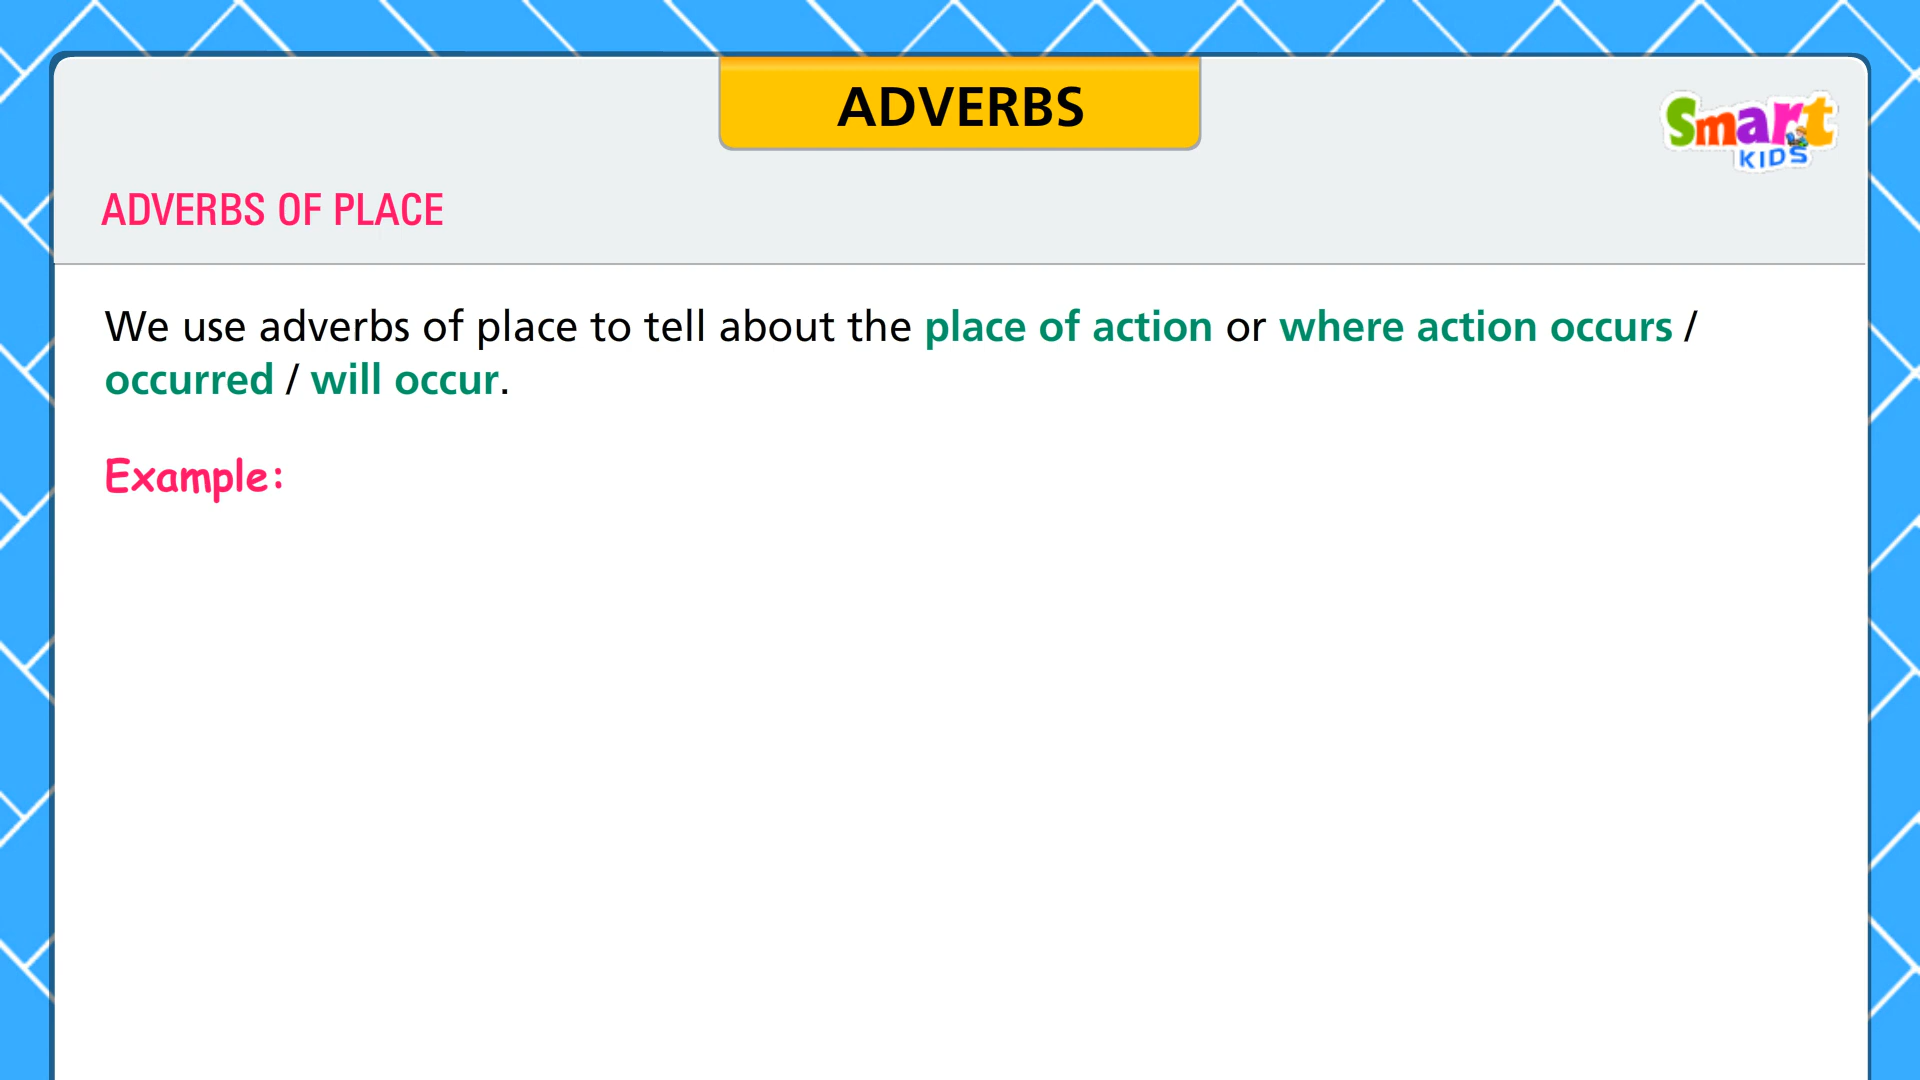 ADVERBS
Smart
KIDS
ADVERBS OF PLACE
We use adverbs of place to tell about the place of action or where action occurs /
occurred / will occur.
Example: